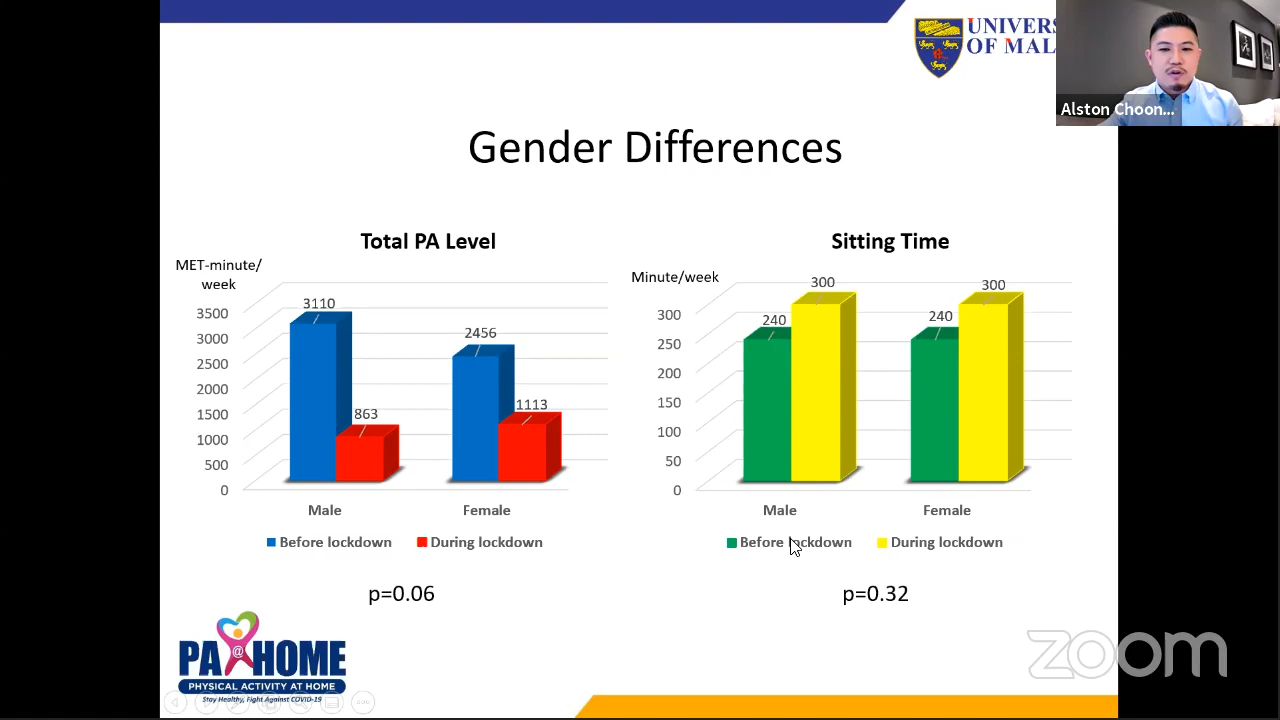 UNIVERS
OF MAL
Alston Choon...
Gender Differences
Total PA Level
MET-minute/
week
3500
3000
2500
2000
1500
1000
500
0
3110
863
2456
1113
Male
Female
Before lockdown
During lockdown
p=0.06
Sitting Time
Minute/week
300
250
200
150
100
50
0
240
300
240
300
Male
Female
Before lockdown
During lockdown
p=0.32
PA@HOME
PHYSICAL ACTIVITY AT HOME
Stay Healthy, Fight Against COVID-19
zoom